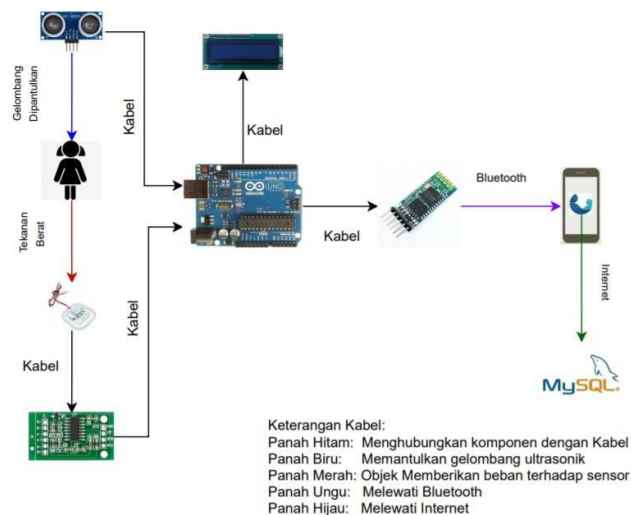 Gelombang
Dipantulkan
Kabel
Kabel
Tekanan
Berat
UNO
Kabel
Bluetooth
Kabel
Kabel
Internet
MySQL
Keterangan Kabel:
Panah Hitam: Menghubungkan komponen dengan Kabel
Panah Biru: Memantulkan gelombang ultrasonik
Panah Merah: Objek Memberikan beban terhadap sensor
Panah Ungu: Melewati Bluetooth
Panah Hijau: Melewati Internet